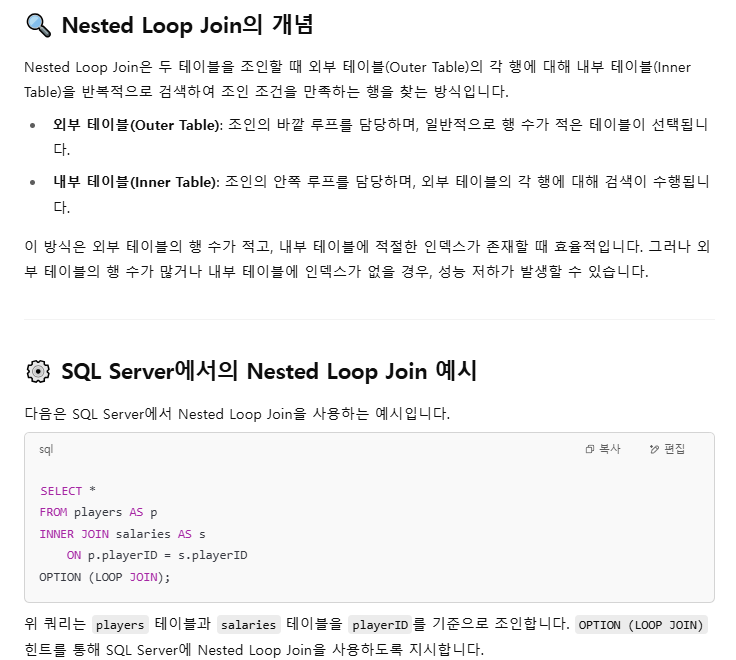 🔍 Nested Loop Join의 개념
Nested Loop Join은 두 테이블을 조인할 때 외부 테이블(Outer Table)의 각 행에 대해 내부 테이블(Inner
Table)을 반복적으로 검색하여 조인 조건을 만족하는 행을 찾는 방식입니다.
• 외부 테이블(Outer Table): 조인의 바깥 루프를 담당하며, 일반적으로 행 수가 적은 테이블이 선택됩니
다.
• 내부 테이블(Inner Table): 조인의 안쪽 루프를 담당하며, 외부 테이블의 각 행에 대해 검색이 수행됩니
다.
이 방식은 외부 테이블의 행 수가 적고, 내부 테이블에 적절한 인덱스가 존재할 때 효율적입니다. 그러나 외
부 테이블의 행 수가 많거나 내부 테이블에 인덱스가 없을 경우, 성능 저하가 발생할 수 있습니다.
⚙️ SQL Server에서의 Nested Loop Join 예시
다음은 SQL Server에서 Nested Loop Join을 사용하는 예시입니다.
sql 복사 편집
SELECT *
FROM players AS p
INNER JOIN salaries AS s
    ON p.playerID = s.playerID
OPTION (LOOP JOIN);
위 쿼리는 players 테이블과 salaries 테이블을 playerID를 기준으로 조인합니다. OPTION (LOOP JOIN)
힌트를 통해 SQL Server에 Nested Loop Join을 사용하도록 지시합니다.